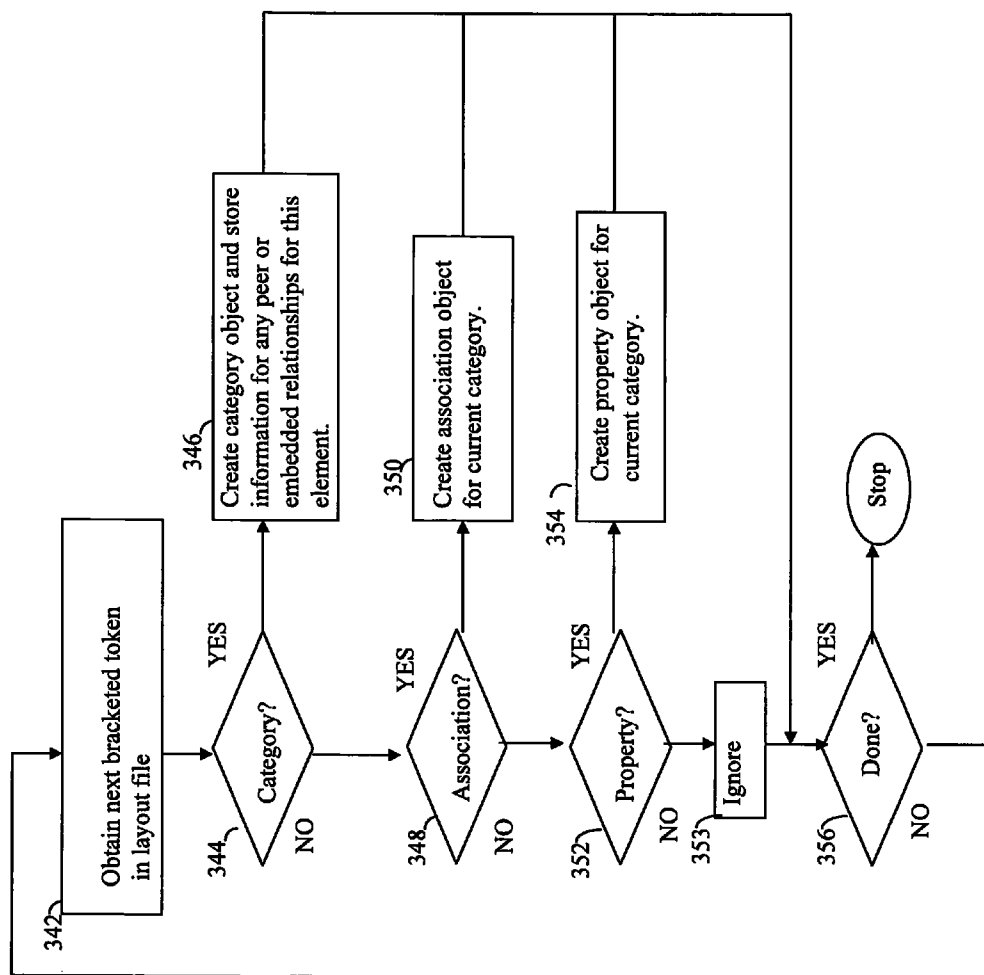 342
Obtain next bracketed token
in layout file
344
Category?
YES
NO
346
Create category object and store
information for any peer or
embedded relationships for this
element.
348
Association?
YES
NO
350
Create association object
for current category.
352
Property?
YES
NO
354
Create property object for
current category.
353
Ignore
356
Done?
YES
NO
Stop